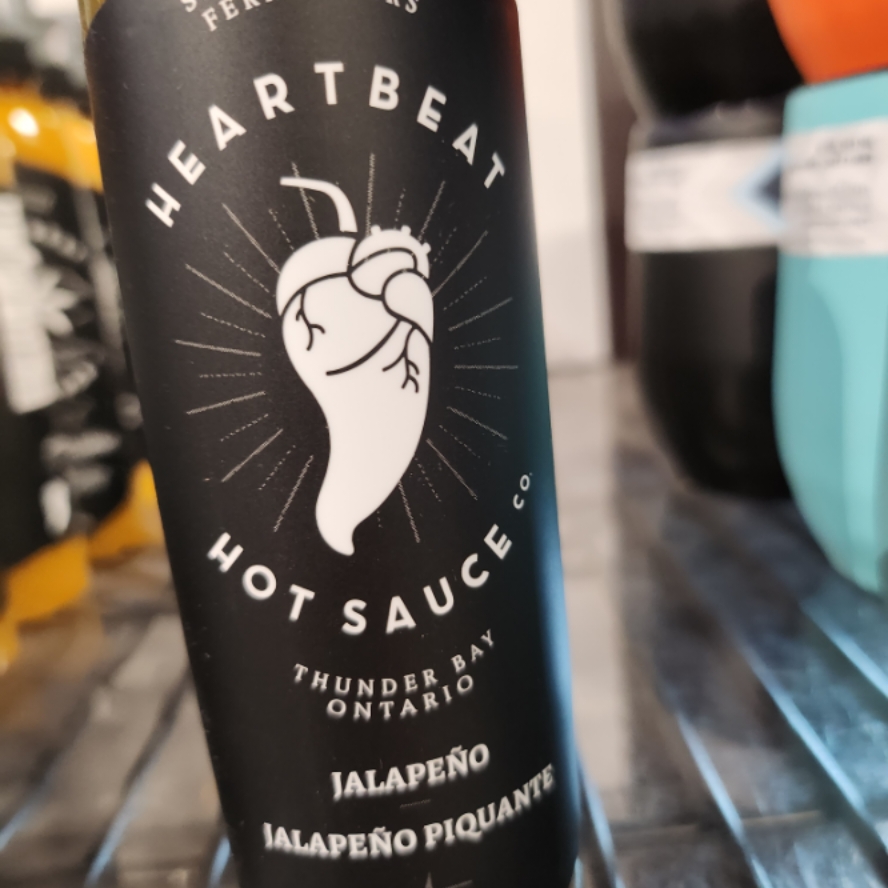 HEARTBEAT
HOT SAUCE CO.
THUNDER BAY
ONTARIO
JALAPEÑO
JALAPEÑO PIQUANTE